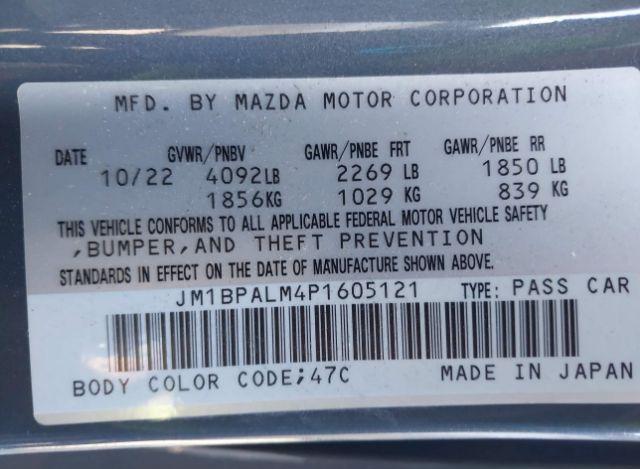 MFD. BY MAZDA MOTOR CORPORATION
DATE GVWR/PNBV GAWR/PNBE FRT GAWR/PNBE RR
10/22 4092LB 2269 LB 1850 LB
1856KG 1029 KG 839 KG
THIS VEHICLE CONFORMS TO ALL APPLICABLE FEDERAL MOTOR VEHICLE SAFETY
,BUMPER,AND THEFT PREVENTION
STANDARDS IN EFFECT ON THE DATE OF MANUFACTURE SHOWN ABOVE.
JM1BPALM4P1605121 TYPE: PASS CAR
BODY COLOR CODE;47C MADE IN JAPAN